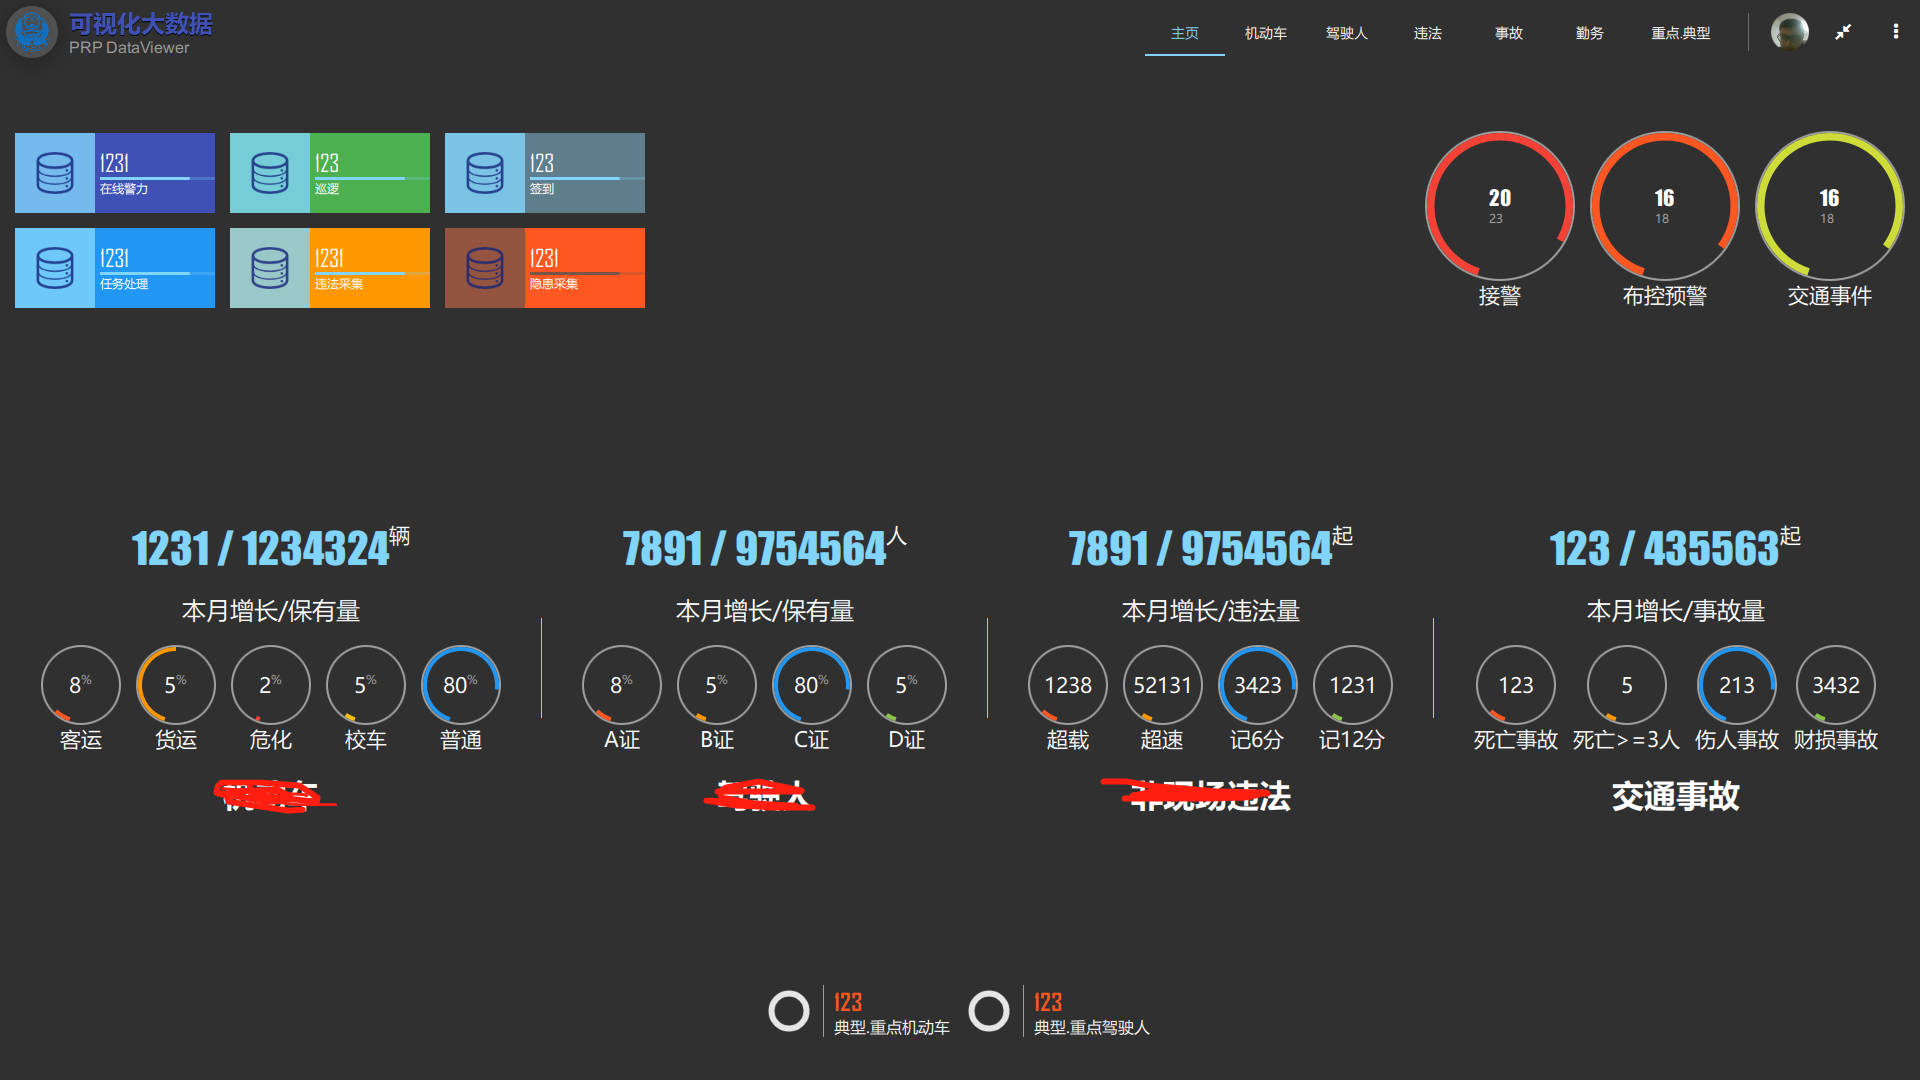 可视化大数据
PRP DataViewer
主页 机动车 驾驶人 违法 事故 勤务 重点.典型
1231
在线警力
123
巡逻
123
签到
1231
任务处理
1231
违法采集
1231
隐患采集
20
23
接警
16
18
布控预警
16
18
交通事件
1231 / 1234324辆
本月增长/保有量
8% 5% 2% 5% 80%
客运 货运 危化 校车 普通
7891 / 9754564人
本月增长/保有量
8% 5% 80% 5%
A证 B证 C证 D证
驾驶人
7891 / 9754564起
本月增长/违法量
1238 52131 3423 1231
超载 超速 记6分 记12分
非现场违法
123 / 435563起
本月增长/事故量
123 5 213 3432
死亡事故 死亡>=3人 伤人事故 财损事故
交通事故
123
典型.重点机动车
123
典型.重点驾驶人